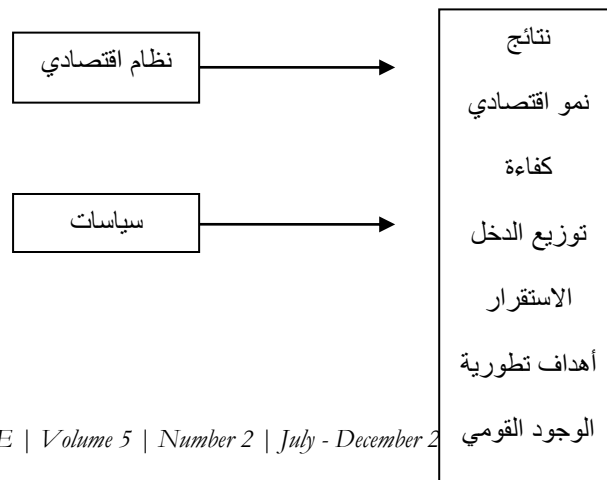 نتائج
نظام اقتصادي
نمو اقتصادي
كفاءة
سياسات
توزيع الدخل
الاستقرار
أهداف تطورية
الوجود القومي
E | Volume 5 | Number 2 | July - December 2